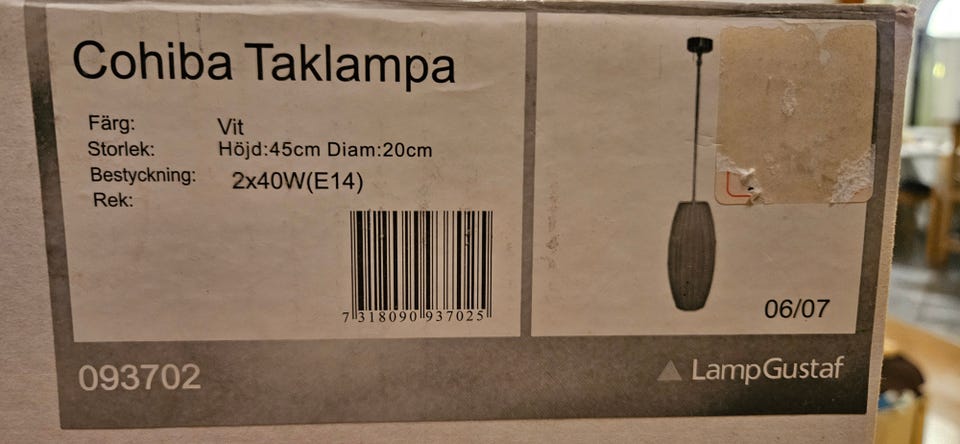 Cohiba Taklampa
Färg: Vit
Storlek: Höjd:45cm Diam:20cm
Bestyckning: 2x40W(E14)
Rek:
7 318090 937025
06/07
093702
LampGustaf